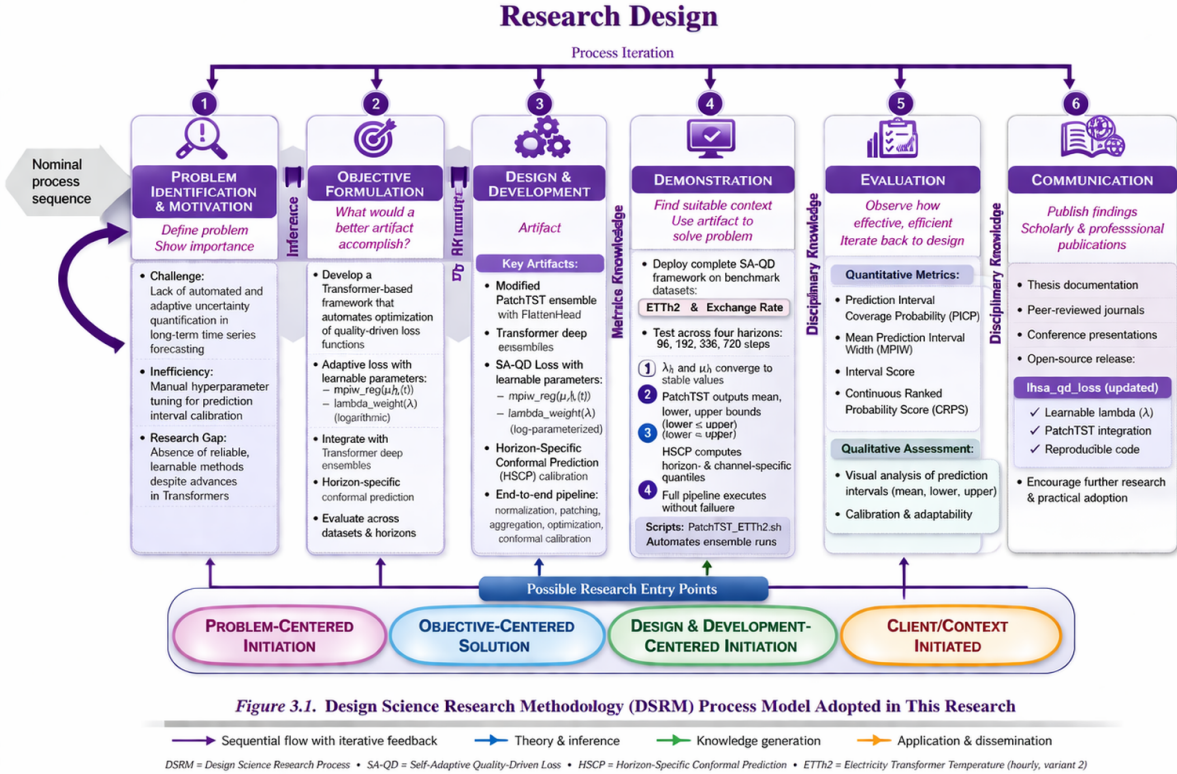 Research Design
Process Iteration
Nominal
process
sequence
1
PROBLEM
IDENTIFICATION
& MOTIVATION
Define problem
Show importance
• Challenge:
Lack of automated and
adaptive uncertainty
quantification in
long-term time series
forecasting
• Inefficiency:
Manual hyperparameter
tuning for prediction
interval calibration
• Research Gap:
Absence of reliable,
learnable methods
despite advances
in Transformers
Inference
2
OBJECTIVE
FORMULATION
What would a
better artifact
accomplish?
• Develop a
Transformer-based
framework that
automates optimization
of quality-driven loss
functions
• Adaptive loss with
learnable parameters:
– lambda_weight(λ)
(logarithmic)
• Integrate with
Transformer deep
ensembles
• Horizon-specific
conformal prediction
• Evaluate across
datasets & horizons
3
DESIGN &
DEVELOPMENT
Artifact
Key Artifacts:
• Modified
PatchTST ensemble
with FlattenHead
• Transformer deep
• SA-QD Loss with
learnable parameters:
– lambda_weight(λ)
(log-parameterized)
• Horizon-Specific
Conformal Prediction
(HSCP) calibration
• End-to-end pipeline:
normalization, patching,
aggregation, optimization,
conformal calibration
Metrics Knowledge
4
DEMONSTRATION
Find suitable context
Use artifact to
solve problem
• Deploy complete SA-QD
framework on benchmark
datasets:
ETTh2 & Exchange Rate
• Test across four horizons:
96, 192, 336, 720 steps
1 λₕ and μₕ converge to
stable values
2 PatchTST outputs mean,
lower, upper bounds
(lower ≤ upper)
3 (lower ≤ upper)
HSCP computes
horizon- & channel-specific
quantiles
4 Full pipeline executes
without failuere
Scripts: PatchTST_ETTh2.sh
Automates ensemble runs
Disciplinary Knowledge
5
EVALUATION
Observe how
effective, efficient
Iterate back to design
Quantitative Metrics:
• Prediction Interval
Coverage Probability (PICP)
• Mean Prediction Interval
Width (MPIW)
• Interval Score
• Continuous Ranked
Probability Score (CRPS)
Qualitative Assessment:
• Visual analysis of prediction
intervals (mean, lower, upper)
• Calibration & adaptability
Disciplinary Knowledge
6
COMMUNICATION
Publish findings
Scholarly & professsional
publications
• Thesis documentation
• Peer-reviewed journals
• Conference presentations
• Open-source release:
lhsa_qd_loss (updated)
✓ Learnable lambda (λ)
✓ PatchTST integration
✓ Reproducible code
• Encourage further research
& practical adoption
Possible Research Entry Points
PROBLEM-CENTERED
INITIATION
OBJECTIVE-CENTERED
SOLUTION
DESIGN & DEVELOPMENT-
CENTERED INITIATION
CLIENT/CONTEXT
INITIATED
Figure 3.1. Design Science Research Methodology (DSRM) Process Model Adopted in This Research
Sequential flow with iterative feedback
Theory & inference
Knowledge generation
Application & dissemination
DSRM = Design Science Research Process • SA-QD = Self-Adaptive Quality-Driven Loss • HSCP = Horizon-Specific Conformal Prediction • ETTh2 = Electricity Transformer Temperature (hourly, variant 2)